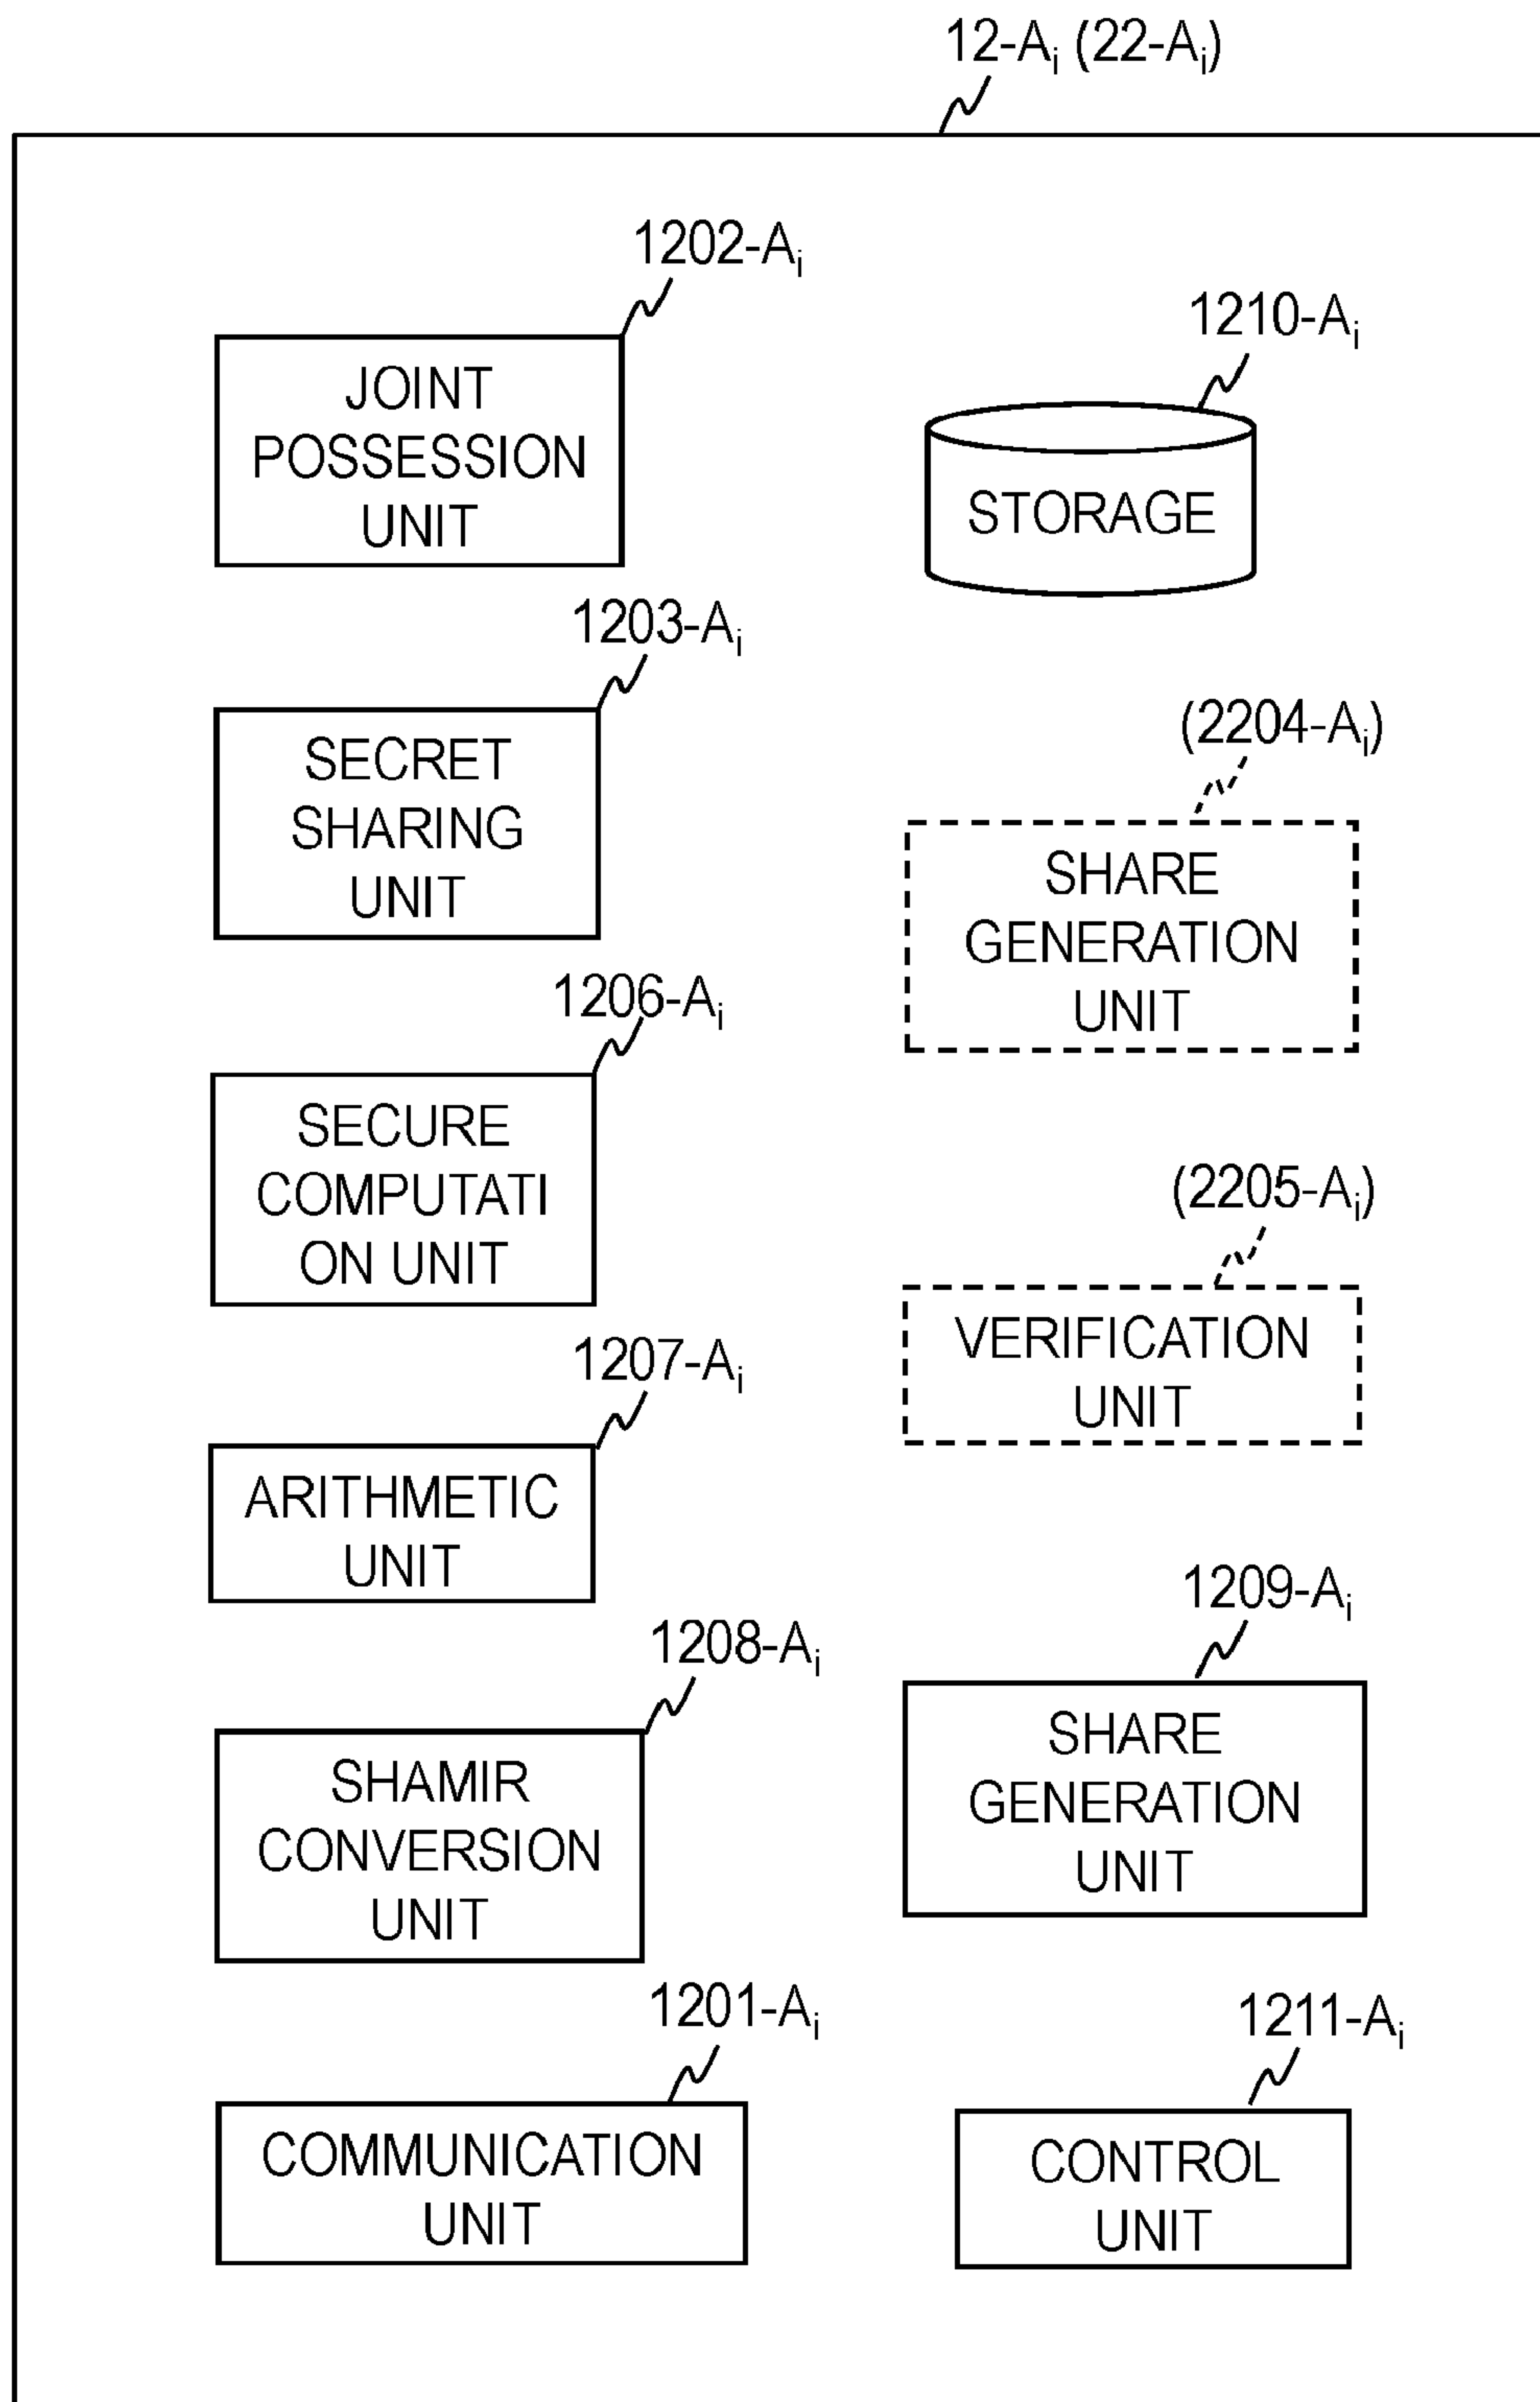 12-Ai (22-Ai)
1202-Ai
JOINT
POSSESSION
UNIT
1210-Ai
STORAGE
1203-Ai
SECRET
SHARING
UNIT
(2204-Ai)
SHARE
GENERATION
UNIT
1206-Ai
SECURE
COMPUTATI
ON UNIT
(2205-Ai)
VERIFICATION
UNIT
1207-Ai
ARITHMETIC
UNIT
1209-Ai
SHARE
GENERATION
UNIT
1208-Ai
SHAMIR
CONVERSION
UNIT
1201-Ai
COMMUNICATION
UNIT
1211-Ai
CONTROL
UNIT